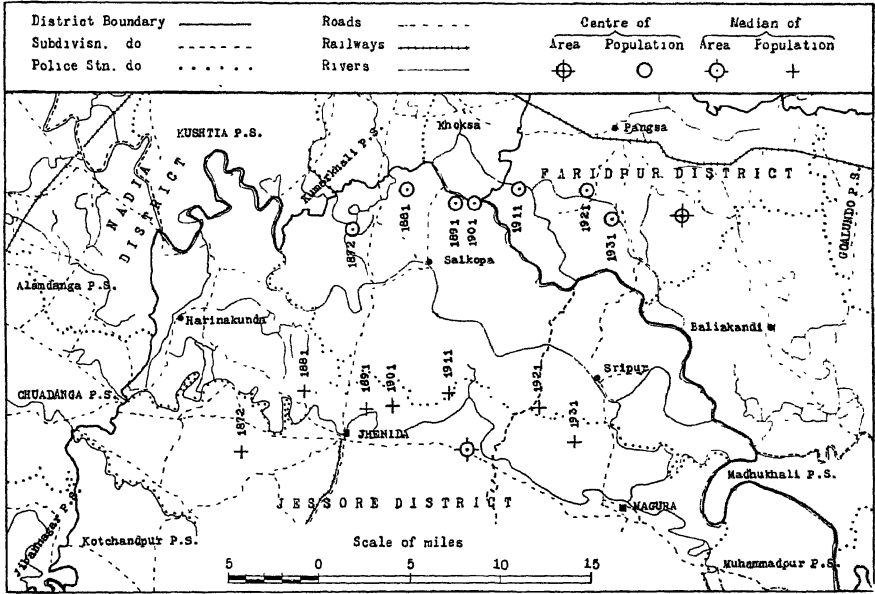 District Boundary
Subdivisn. do
Police Stn. do
Roads
Railways
Rivers
Centre of
Area Population
Median of
Area Population
KUSHTIA P.S.
Khoksa
Pangsa
Kumarkhali P.S.
NADIA
DISTRICT
FARIDPUR DISTRICT
GOALUNDO P.S.
1872
1881
1891
1901
1911
1921
1931
Sailkopa
Alamdanga P.S.
Harinakunda
Baliakandi
1881
1891
1901
1911
1921
Sripur
CHUADANGA P.S.
1872
1931
JHENIDA
Madhukhali P.S.
JESSORE DISTRICT
MAGURA
Jibannagar P.S.
Kotchandpur P.S.
Scale of miles
Muhammadpur P.S.
5 0 5 10 15